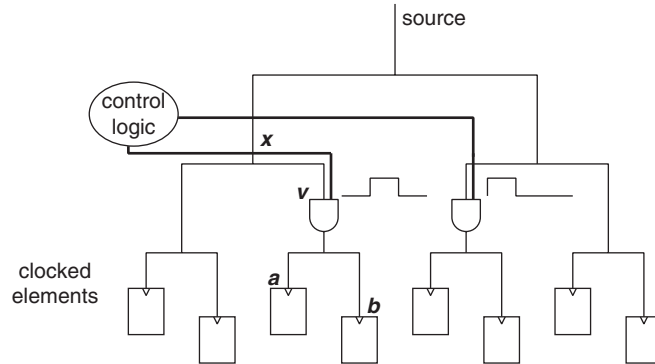 source
control
logic
x
v
clocked
elements
a
b